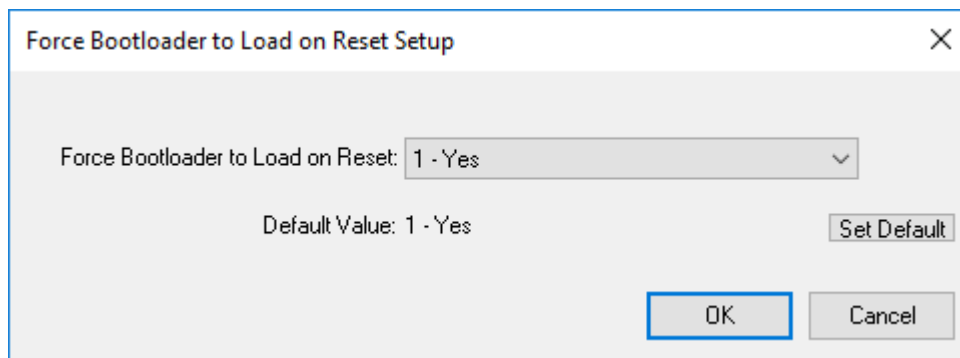 Force Bootloader to Load on Reset Setup
Force Bootloader to Load on Reset: 1 - Yes
Default Value: 1 - Yes Set Default
OK Cancel